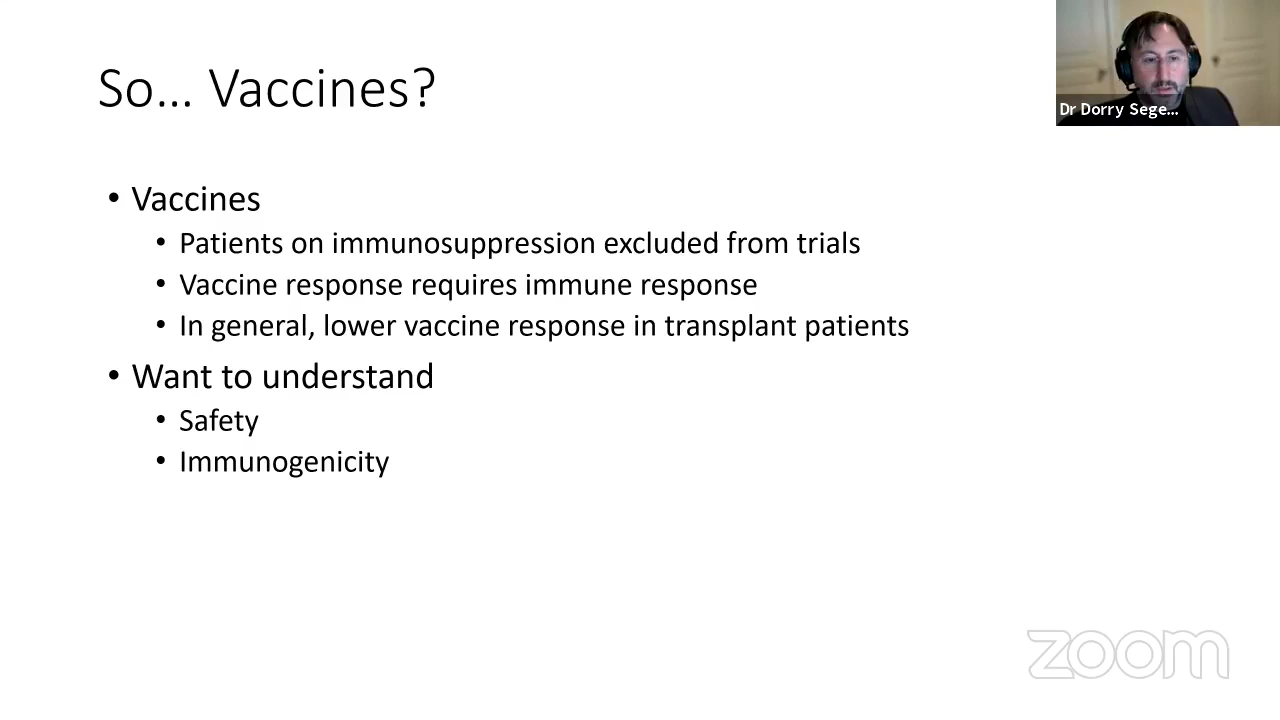 So... Vaccines?
Dr Dorry Sege...
• Vaccines
• Patients on immunosuppression excluded from trials
• Vaccine response requires immune response
• In general, lower vaccine response in transplant patients
• Want to understand
• Safety
• Immunogenicity
zoom